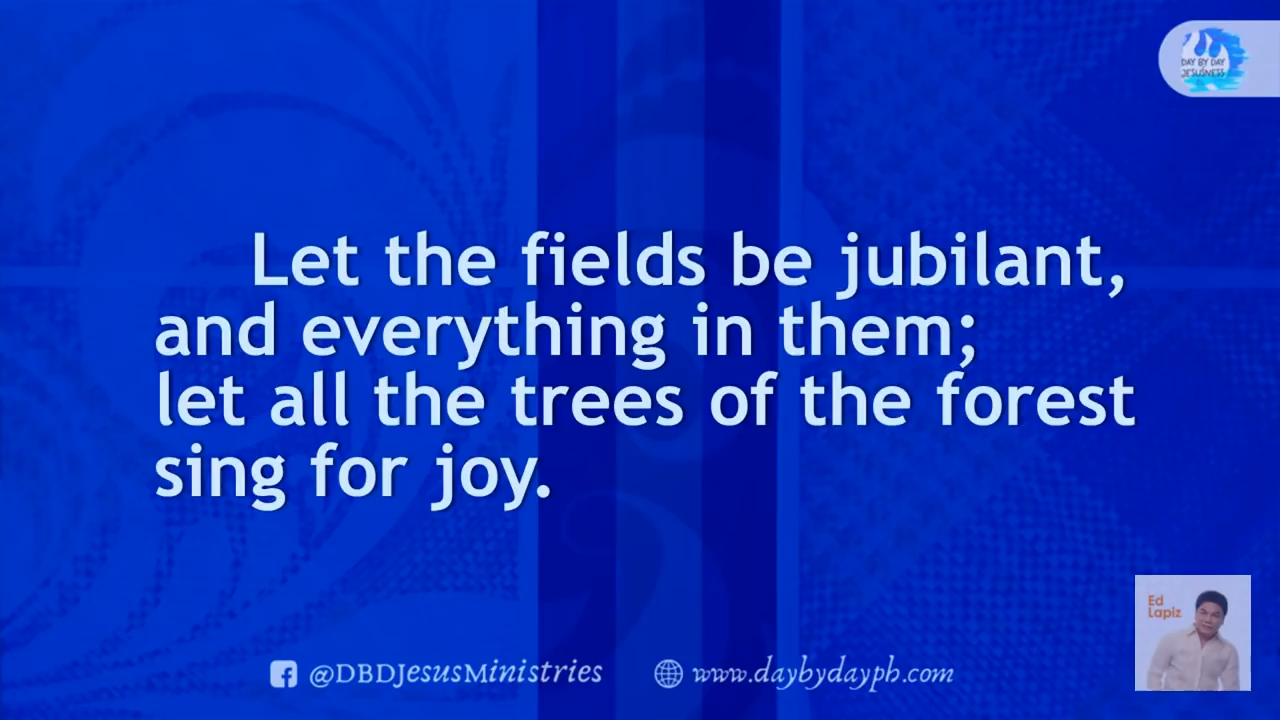 DAY BY DAY
JESUSNESS
Let the fields be jubilant,
and everything in them;
let all the trees of the forest
sing for joy.
Ed
Lapiz
@DBDJesusMinistries
www.daybydayph.com